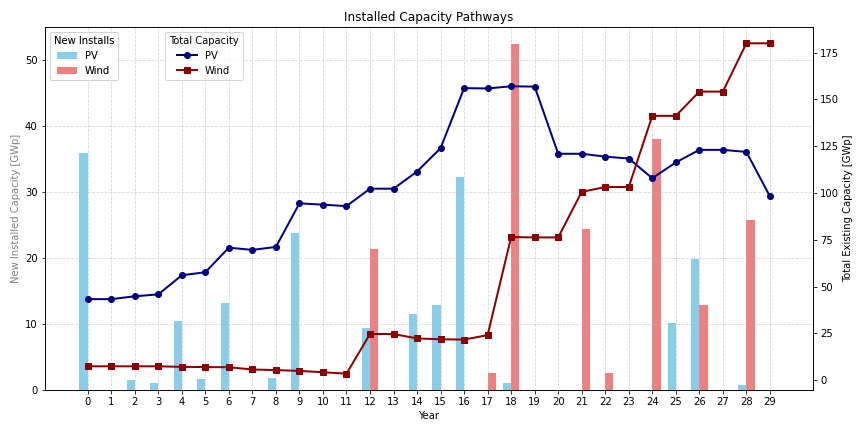 Installed Capacity Pathways
New Installs
PV
Wind
Total Capacity
PV
Wind
New Installed Capacity [GWp]
0
10
20
30
40
50
Total Existing Capacity [GWp]
0
25
50
75
100
125
150
175
0 1 2 3 4 5 6 7 8 9 10 11 12 13 14 15 16 17 18 19 20 21 22 23 24 25 26 27 28 29
Year